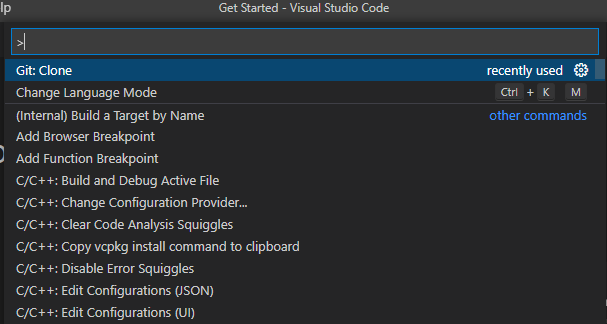 lp Get Started - Visual Studio Code
>
Git: Clone recently used
Change Language Mode Ctrl + K M
(Internal) Build a Target by Name other commands
Add Browser Breakpoint
Add Function Breakpoint
C/C++: Build and Debug Active File
C/C++: Change Configuration Provider...
C/C++: Clear Code Analysis Squiggles
C/C++: Copy vcpkg install command to clipboard
C/C++: Disable Error Squiggles
C/C++: Edit Configurations (JSON)
C/C++: Edit Configurations (UI)